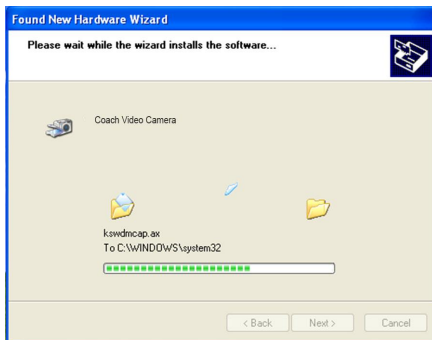 Found New Hardware Wizard
Please wait while the wizard installs the software...
Coach Video Camera
kswdmcap.ax
To C:\WINDOWS\system32
< Back Next > Cancel